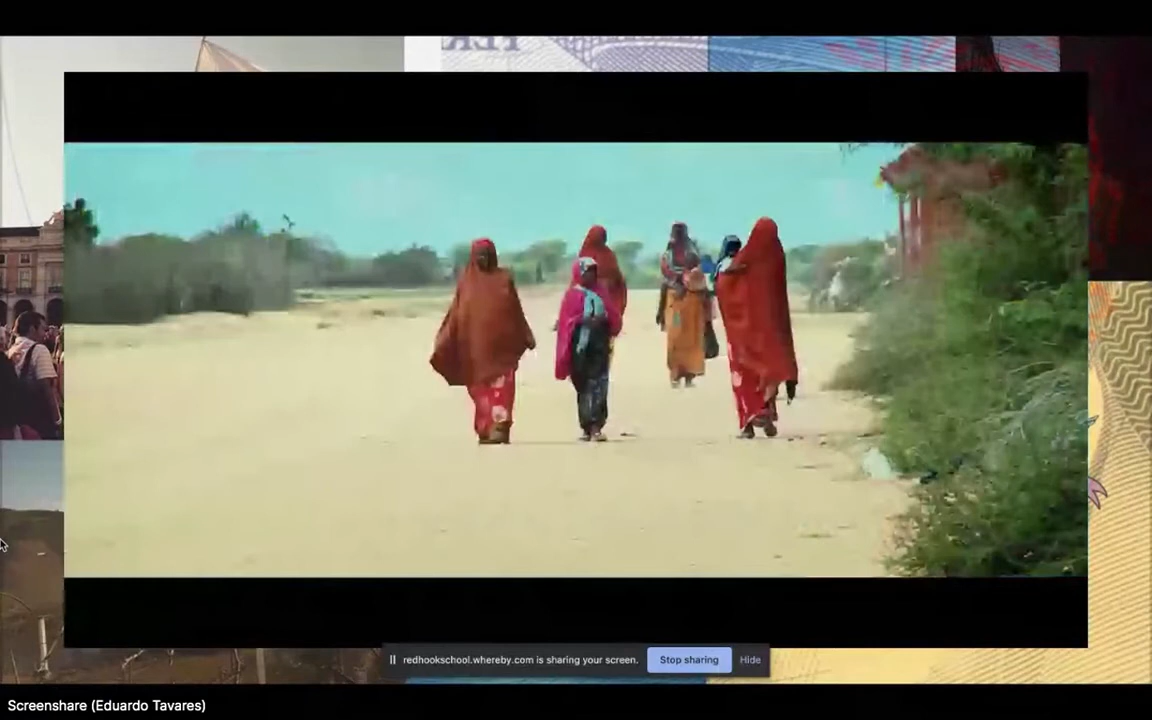 redhookschool.whereby.com is sharing your screen.
Stop sharing
Hide
Screenshare (Eduardo Tavares)